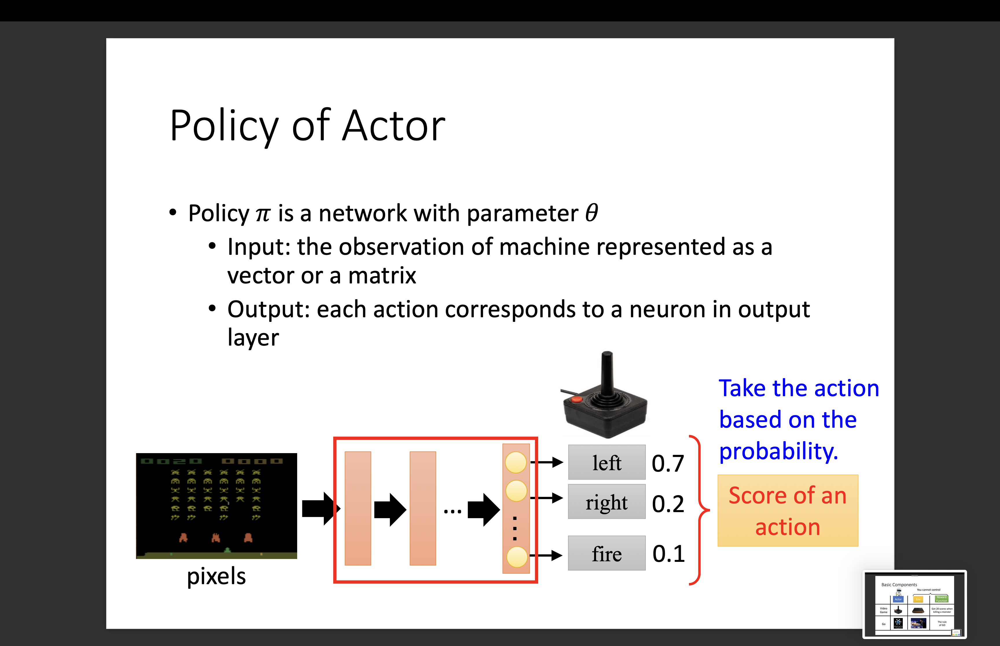 Policy of Actor
• Policy π is a network with parameter θ
• Input: the observation of machine represented as a
vector or a matrix
• Output: each action corresponds to a neuron in output
layer
Take the action
based on the
probability.
0020 0000
pixels
...
left 0.7
right 0.2
fire 0.1
Score of an
action
Basic Components
You cannot control
Actor
Env
Reward
Function
Video
Game
Get 20 scores when
killing a monster
Go
AlphaGo
The rule
of GO